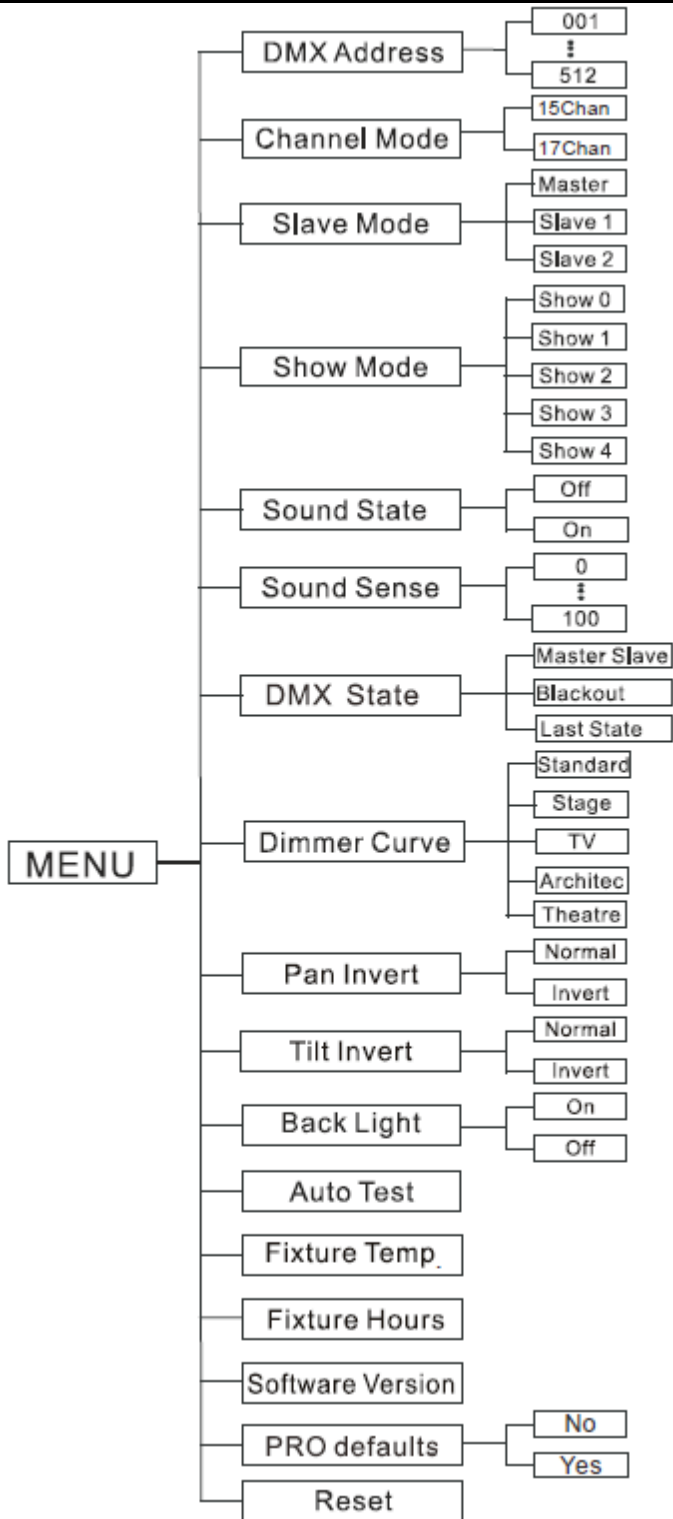 MENU
DMX Address
001
512
Channel Mode
15Chan
17Chan
Slave Mode
Master
Slave 1
Slave 2
Show Mode
Show 0
Show 1
Show 2
Show 3
Show 4
Sound State
Off
On
Sound Sense
0
100
DMX State
Master Slave
Blackout
Last State
Dimmer Curve
Standard
Stage
TV
Architec
Theatre
Pan Invert
Normal
Invert
Tilt Invert
Normal
Invert
Back Light
On
Off
Auto Test
Fixture Temp.
Fixture Hours
Software Version
PRO defaults
No
Yes
Reset